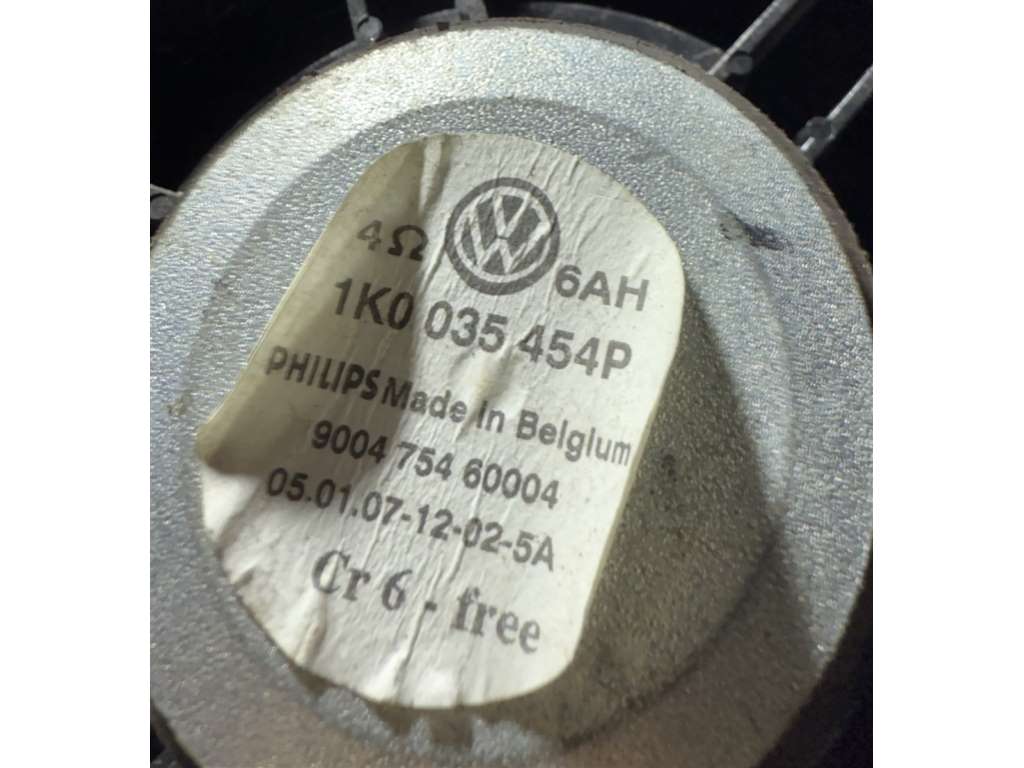 4Ω 6AH
1K0 035 454P
PHILIPS Made in Belgium
9004 754 60004
05.01.07-12-02-5A
Cr 6 - free